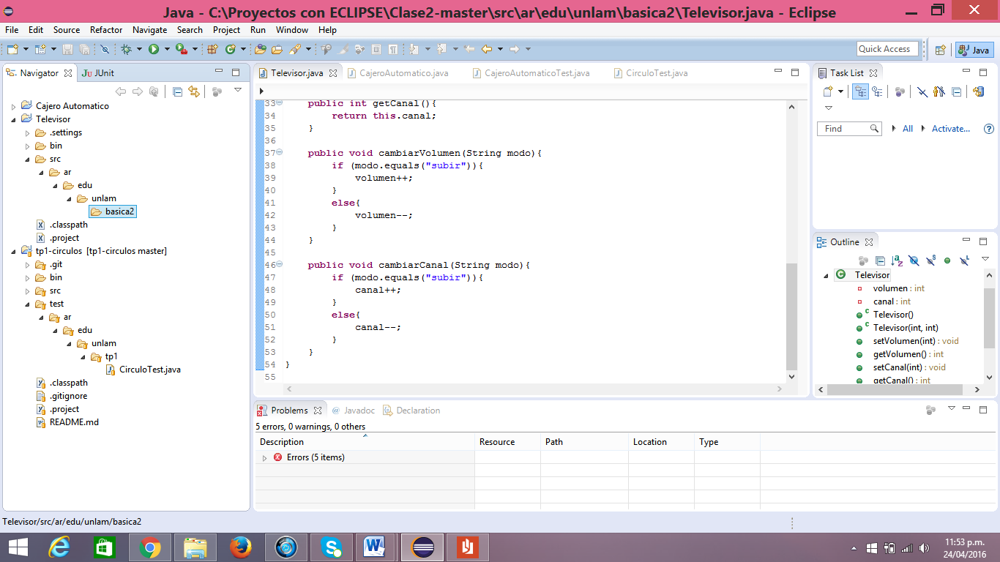 Java - C:\Proyectos con ECLIPSE\Clase2-master\src\ar\edu\unlam\basica2\Televisor.java - Eclipse
File Edit Source Refactor Navigate Search Project Run Window Help
Quick Access
Java
Navigator
JUnit
Cajero Automatico
Televisor
.settings
bin
src
ar
edu
unlam
basica2
.classpath
.project
tp1-circulos [tp1-circulos master]
.git
bin
src
test
ar
edu
unlam
tp1
CirculoTest.java
.classpath
.gitignore
.project
README.md
Televisor.java
CajeroAutomatico.java
CajeroAutomaticoTest.java
CirculoTest.java
33 public int getCanal(){
34 return this.canal;
35 }
36
37 public void cambiarVolumen(String modo){
38 if (modo.equals("subir")){
39 volumen++;
40 }
41 else{
42 volumen--;
43 }
44 }
45
46 public void cambiarCanal(String modo){
47 if (modo.equals("subir")){
48 canal++;
49 }
50 else{
51 canal--;
52 }
53 }
54 }
55
Task List
Find
All
Activate...
Outline
Televisor
volumen : int
canal : int
Televisor()
Televisor(int, int)
setVolumen(int) : void
getVolumen() : int
setCanal(int) : void
getCanal() : int
Problems
@ Javadoc
Declaration
5 errors, 0 warnings, 0 others
Description Resource Path Location Type
Errors (5 items)
Televisor/src/ar/edu/unlam/basica2
11:53 p.m.
24/04/2016